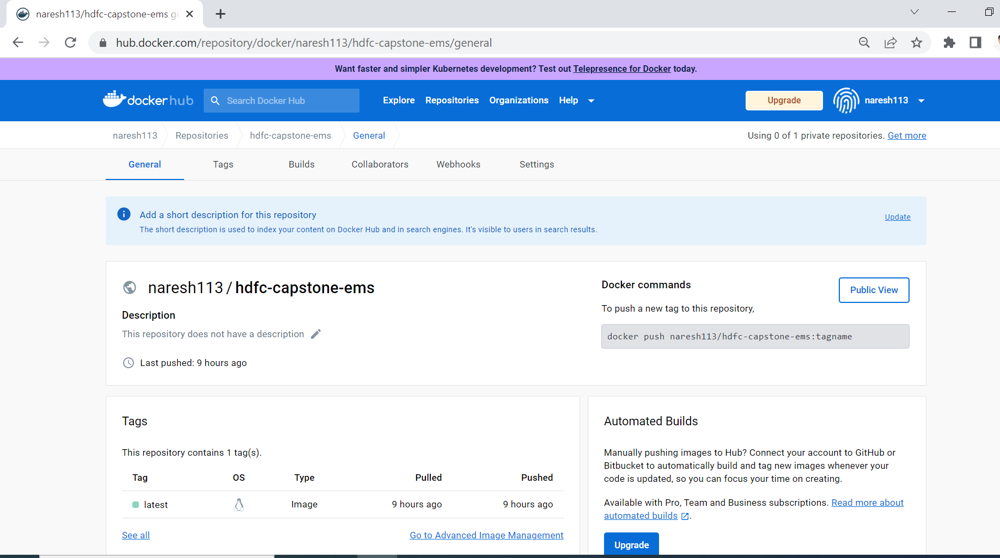 naresh113/hdfc-capstone-ems ge
hub.docker.com/repository/docker/naresh113/hdfc-capstone-ems/general
Want faster and simpler Kubernetes development? Test out Telepresence for Docker today.
docker hub
Search Docker Hub
Explore Repositories Organizations Help
Upgrade
naresh113
naresh113 Repositories hdfc-capstone-ems General
Using 0 of 1 private repositories. Get more
General Tags Builds Collaborators Webhooks Settings
Add a short description for this repository
Update
The short description is used to index your content on Docker Hub and in search engines. It's visible to users in search results.
naresh113 / hdfc-capstone-ems
Description
This repository does not have a description
Last pushed: 9 hours ago
Docker commands
Public View
To push a new tag to this repository,
docker push naresh113/hdfc-capstone-ems:tagname
Tags
This repository contains 1 tag(s).
Tag OS Type Pulled Pushed
latest Image 9 hours ago 9 hours ago
See all Go to Advanced Image Management
Automated Builds
Manually pushing images to Hub? Connect your account to GitHub or
Bitbucket to automatically build and tag new images whenever your
code is updated, so you can focus your time on creating.
Available with Pro, Team and Business subscriptions. Read more about
automated builds .
Upgrade